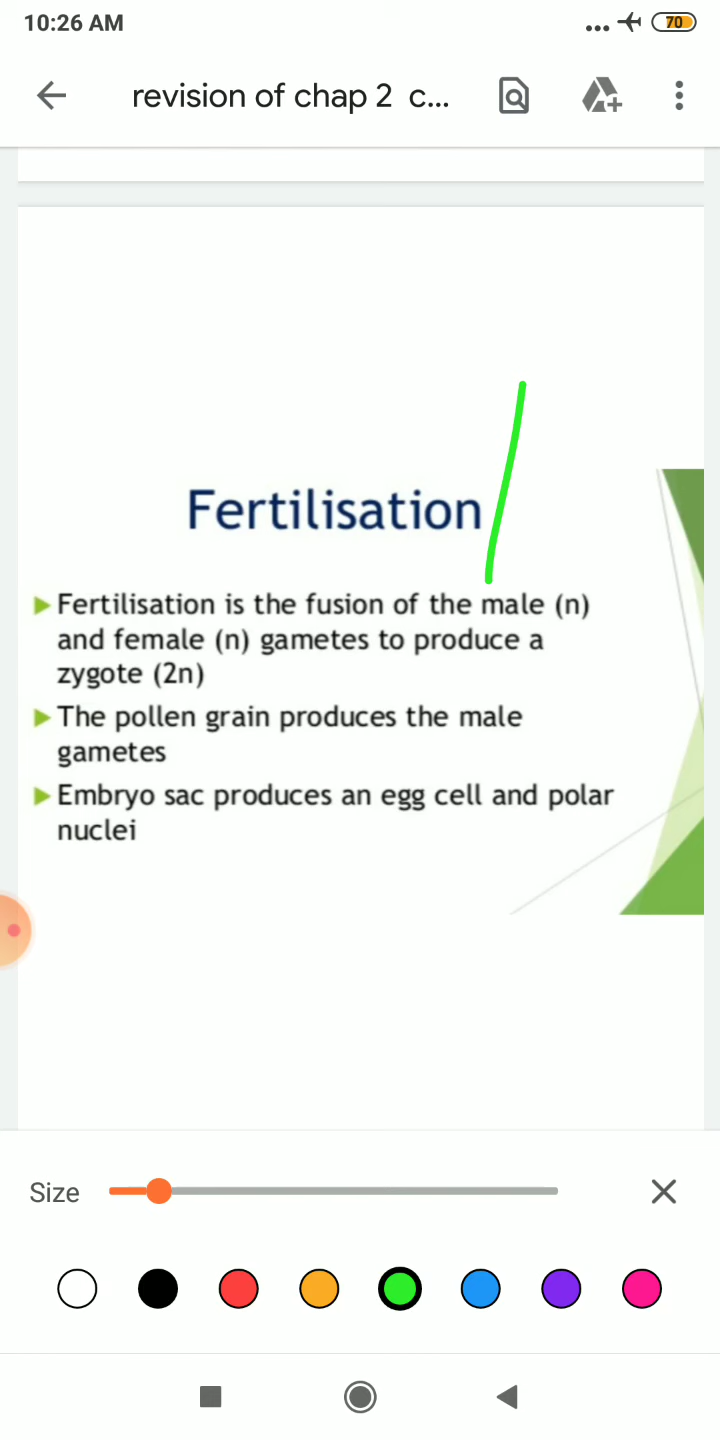 10:26 AM
70
revision of chap 2 c...
Fertilisation
Fertilisation is the fusion of the male (n)
and female (n) gametes to produce a
zygote (2n)
The pollen grain produces the male
gametes
Embryo sac produces an egg cell and polar
nuclei
Size